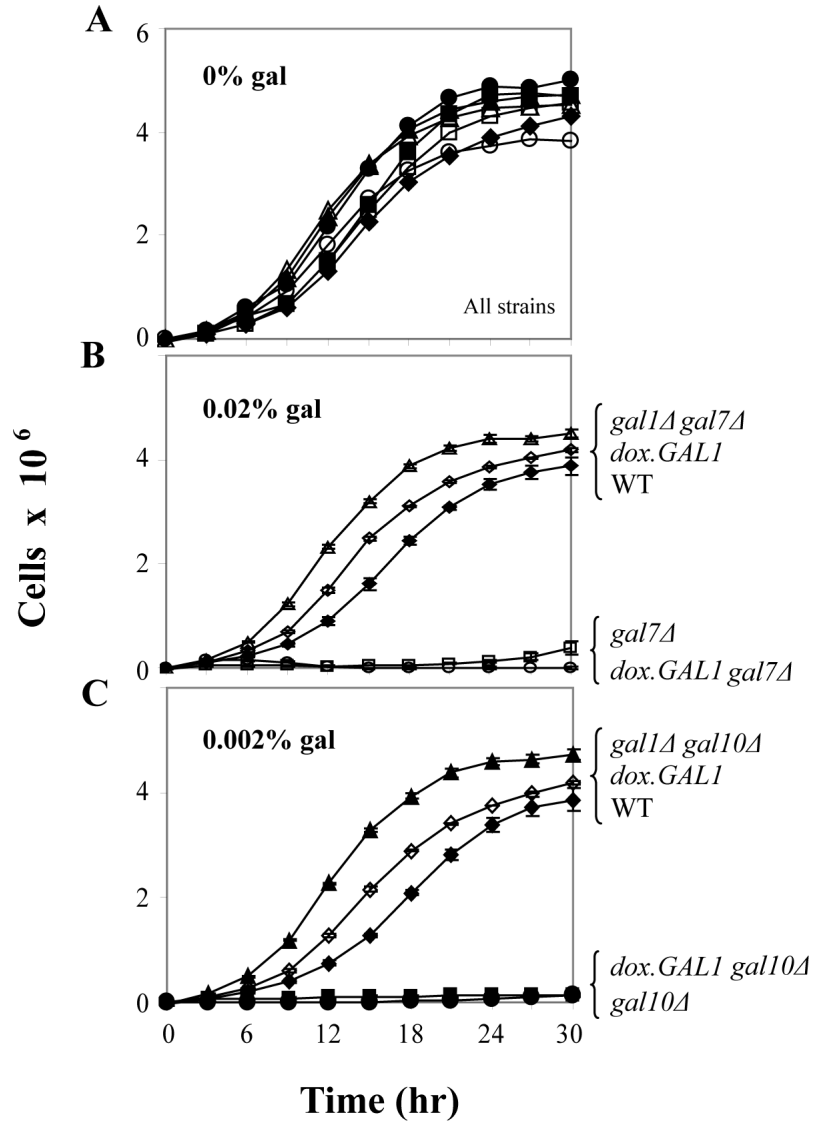 A
6
0% gal
4
2
All strains
0
B
0.02% gal
gal1Δ gal7Δ
dox.GAL1
WT
4
2
gal7Δ
dox.GAL1 gal7Δ
0
C
0.002% gal
gal1Δ gal10Δ
dox.GAL1
WT
4
2
dox.GAL1 gal10Δ
gal10Δ
0
0 6 12 18 24 30
Time (hr)
Cells x 10 6